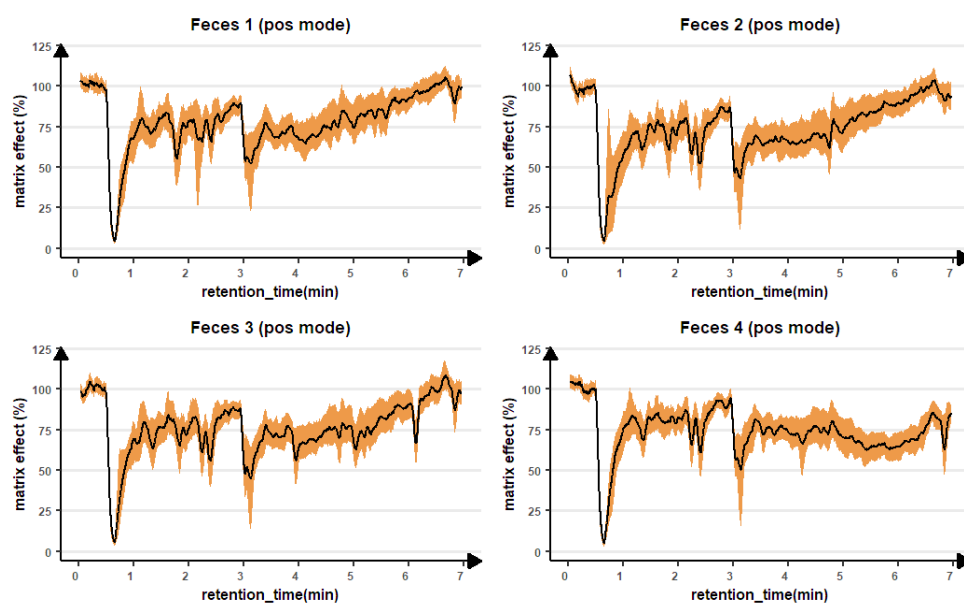 Feces 1 (pos mode)
125
100
75
50
25
0
matrix effect (%)
0 1 2 3 4 5 6 7
retention_time(min)
Feces 2 (pos mode)
125
100
75
50
25
0
matrix effect (%)
0 1 2 3 4 5 6 7
retention_time(min)
Feces 3 (pos mode)
125
100
75
50
25
0
matrix effect (%)
0 1 2 3 4 5 6 7
retention_time(min)
Feces 4 (pos mode)
125
100
75
50
25
0
matrix effect (%)
0 1 2 3 4 5 6 7
retention_time(min)